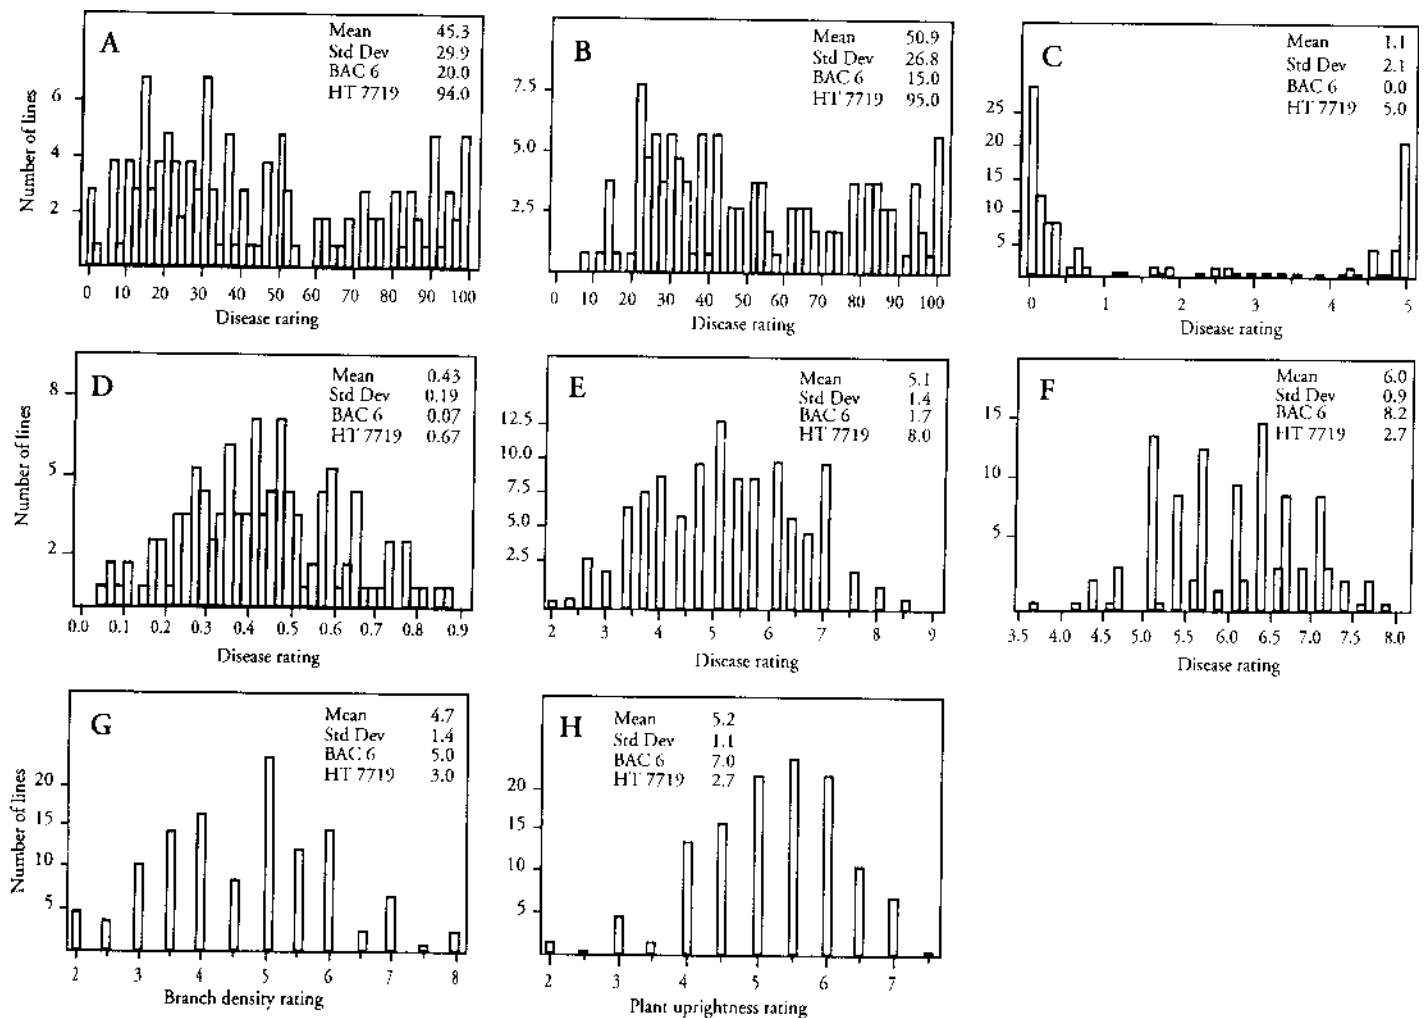 A
Mean 45.3
Std Dev 29.9
BAC 6 20.0
HT 7719 94.0
Number of lines
6
4
2
0 10 20 30 40 50 60 70 80 90 100
Disease rating
B
Mean 50.9
Std Dev 26.8
BAC 6 15.0
HT 7719 95.0
7.5
5.0
2.5
0 10 20 30 40 50 60 70 80 90 100
Disease rating
C
Mean 1.1
Std Dev 2.1
BAC 6 0.0
HT 7719 5.0
25
20
15
10
5
0 1 2 3 4 5
Disease rating
D
Mean 0.43
Std Dev 0.19
BAC 6 0.07
HT 7719 0.67
Number of lines
8
5
2
0.0 0.1 0.2 0.3 0.4 0.5 0.6 0.7 0.8 0.9
Disease rating
E
Mean 5.1
Std Dev 1.4
BAC 6 1.7
HT 7719 8.0
12.5
10.0
7.5
5.0
2.5
2 3 4 5 6 7 8 9
Disease rating
F
Mean 6.0
Std Dev 0.9
BAC 6 8.2
HT 7719 2.7
15
10
5
3.5 4.0 4.5 5.0 5.5 6.0 6.5 7.0 7.5 8.0
Disease rating
G
Mean 4.7
Std Dev 1.4
BAC 6 5.0
HT 7719 3.0
Number of lines
20
15
10
5
2 3 4 5 6 7 8
Branch density rating
H
Mean 5.2
Std Dev 1.1
BAC 6 7.0
HT 7719 2.7
20
15
10
5
2 3 4 5 6 7
Plant uprightness rating